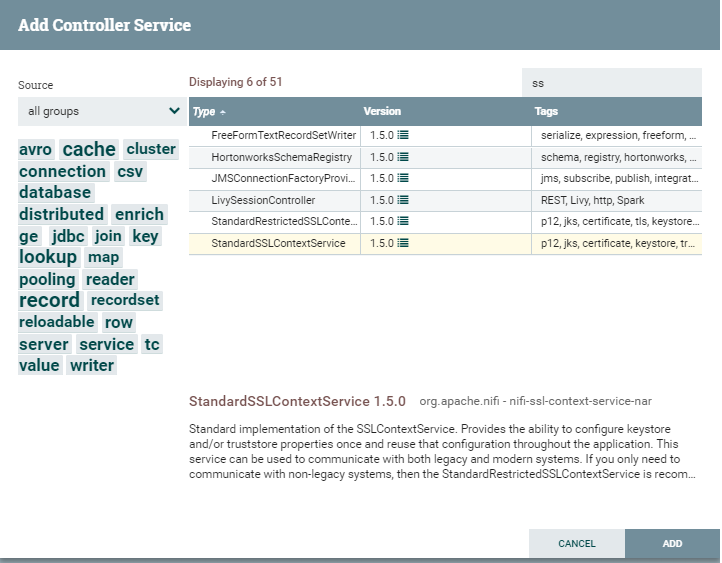 Add Controller Service
Source
Displaying 6 of 51
ss
all groups
Type Version Tags
FreeFormTextRecordSetWriter 1.5.0 serialize, expression, freeform, ...
HortonworksSchemaRegistry 1.5.0 schema, registry, hortonworks, ...
JMSConnectionFactoryProvi... 1.5.0 jms, subscribe, publish, integrat...
LivySessionController 1.5.0 REST, Livy, http, Spark
StandardRestrictedSSLConte... 1.5.0 p12, jks, certificate, tls, keystore...
StandardSSLContextService 1.5.0 p12, jks, certificate, keystore, tr...
avro cache cluster
connection csv
database
distributed enrich
ge jdbc join key
lookup map
pooling reader
record recordset
reloadable row
server service tc
value writer
StandardSSLContextService 1.5.0 org.apache.nifi - nifi-ssl-context-service-nar
Standard implementation of the SSLContextService. Provides the ability to configure keystore
and/or truststore properties once and reuse that configuration throughout the application. This
service can be used to communicate with both legacy and modern systems. If you only need to
communicate with non-legacy systems, then the StandardRestrictedSSLContextService is recom...
CANCEL ADD